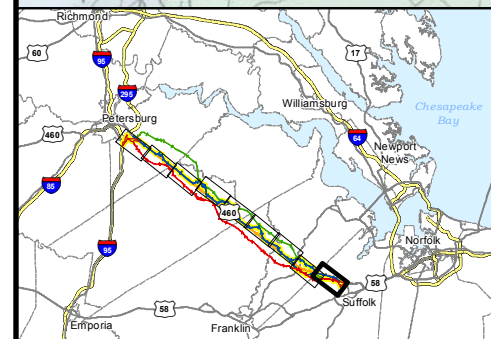 Richmond
60
95
17
295
Williamsburg
Chesapeake
Bay
Petersburg
460
64
Newport
News
85
460
95
Norfolk
58
Suffolk
58
Emporia
Franklin